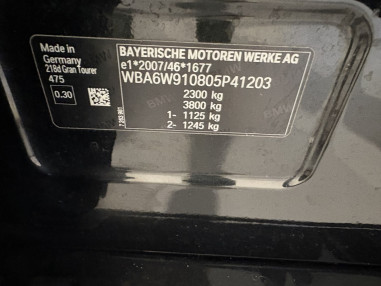 Made in
Germany
218d Gran Tourer
475
0.30
BAYERISCHE MOTOREN WERKE AG
e1*2007/46*1677
WBA6W910805P41203
2300 kg
3800 kg
1- 1125 kg
2- 1245 kg